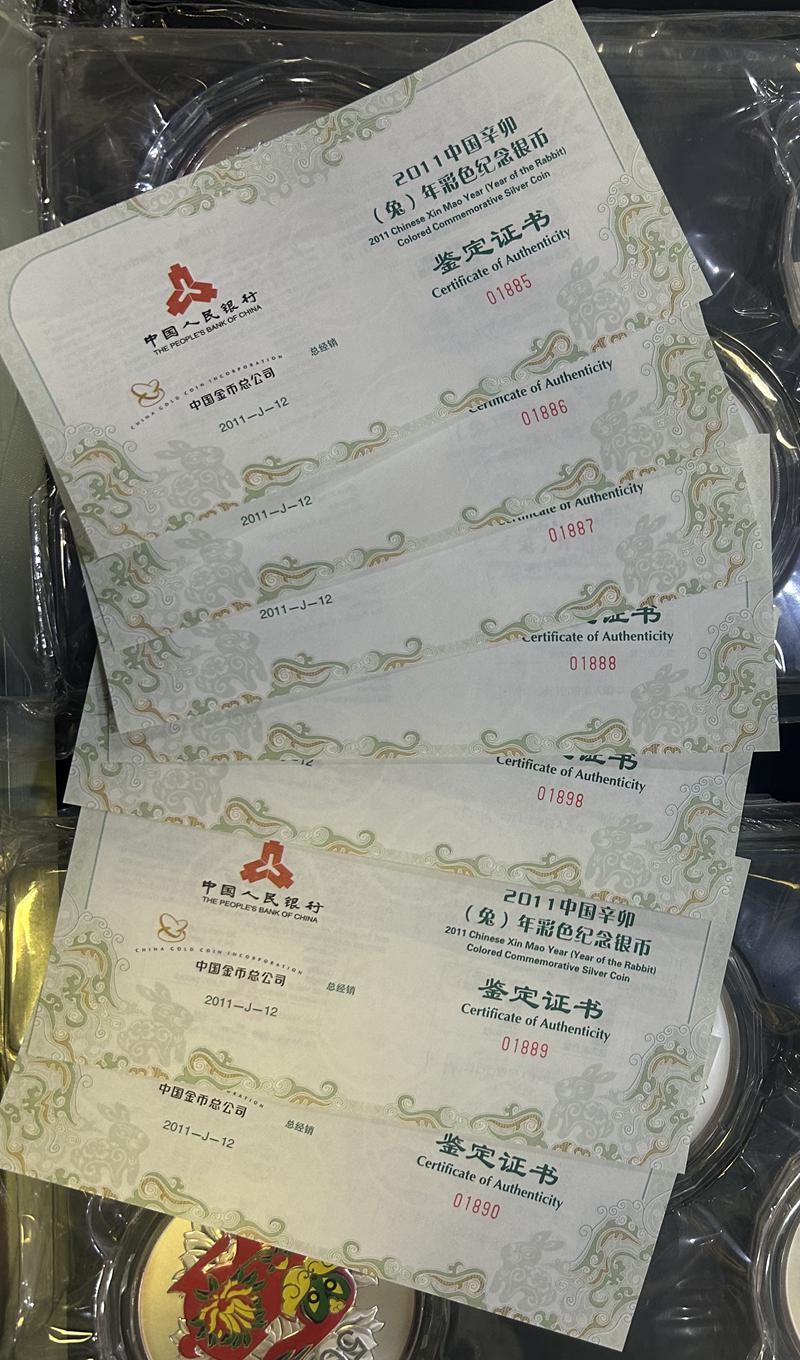 2011中国辛卯
（兔）年彩色纪念银币
2011 Chinese Xin Mao Year (Year of the Rabbit)
Colored Commemorative Silver Coin
鉴定证书
Certificate of Authenticity
01885
中国人民银行
THE PEOPLE'S BANK OF CHINA
CHINA GOLD COIN INCORPORATION
中国金币总公司
总经销
2011-J-12
Certificate of Authenticity
01886
2011-J-12
Certificate of Authenticity
01887
2011-J-12
证书
Certificate of Authenticity
01888
证书
Certificate of Authenticity
01898
中国人民银行
THE PEOPLE'S BANK OF CHINA
CHINA GOLD COIN INCORPORATION
中国金币总公司
总经销
2011-J-12
2011中国辛卯
（兔）年彩色纪念银币
2011 Chinese Xin Mao Year (Year of the Rabbit)
Colored Commemorative Silver Coin
鉴定证书
Certificate of Authenticity
01889
中国金币总公司
总经销
2011-J-12
鉴定证书
Certificate of Authenticity
01890
50